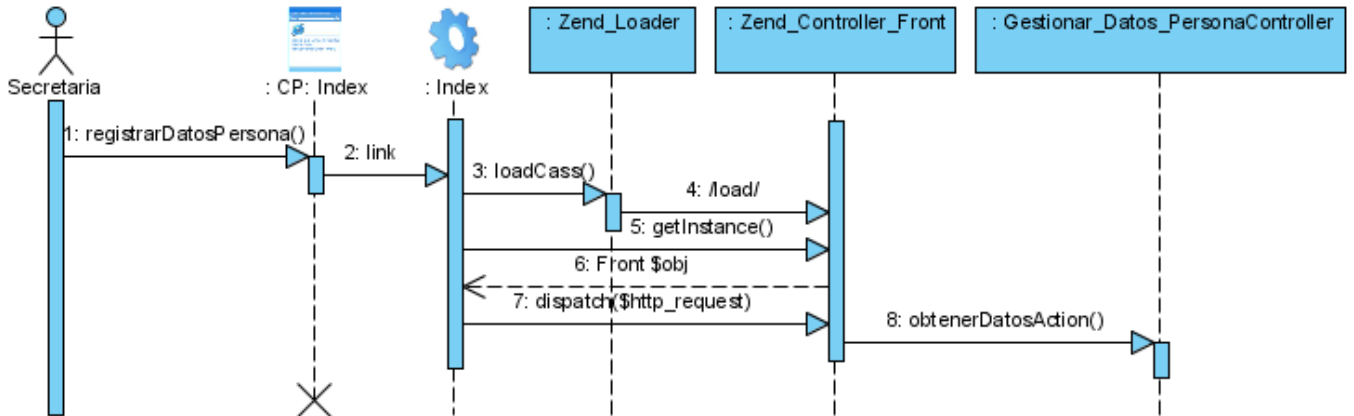 : Zend_Loader
: Zend_Controller_Front
: Gestionar_Datos_PersonaController
Secretaria
: CP: Index
: Index
1: registrarDatosPersona()
2: link
3: loadCass()
4: /load/
5: getInstance()
6: Front $obj
7: dispatch($http_request)
8: obtenerDatosAction()